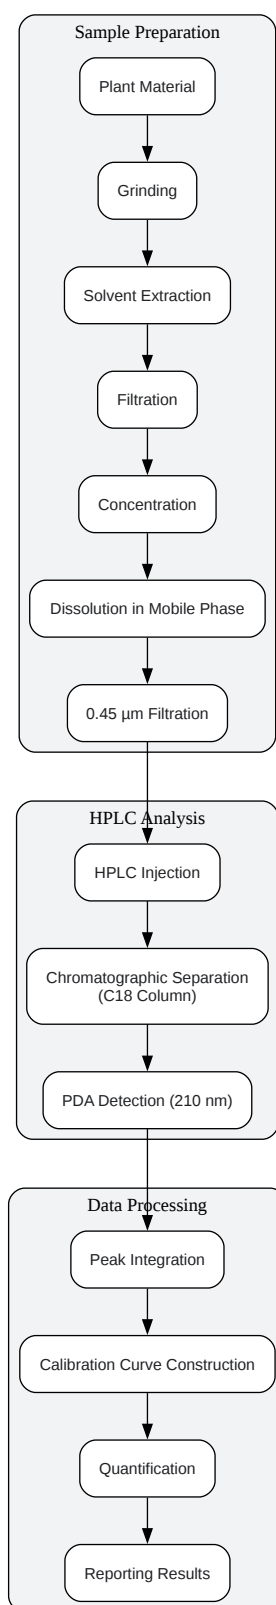 Sample Preparation
Plant Material
Grinding
Solvent Extraction
Filtration
Concentration
Dissolution in Mobile Phase
0.45 µm Filtration
HPLC Analysis
HPLC Injection
Chromatographic Separation
(C18 Column)
PDA Detection (210 nm)
Data Processing
Peak Integration
Calibration Curve Construction
Quantification
Reporting Results